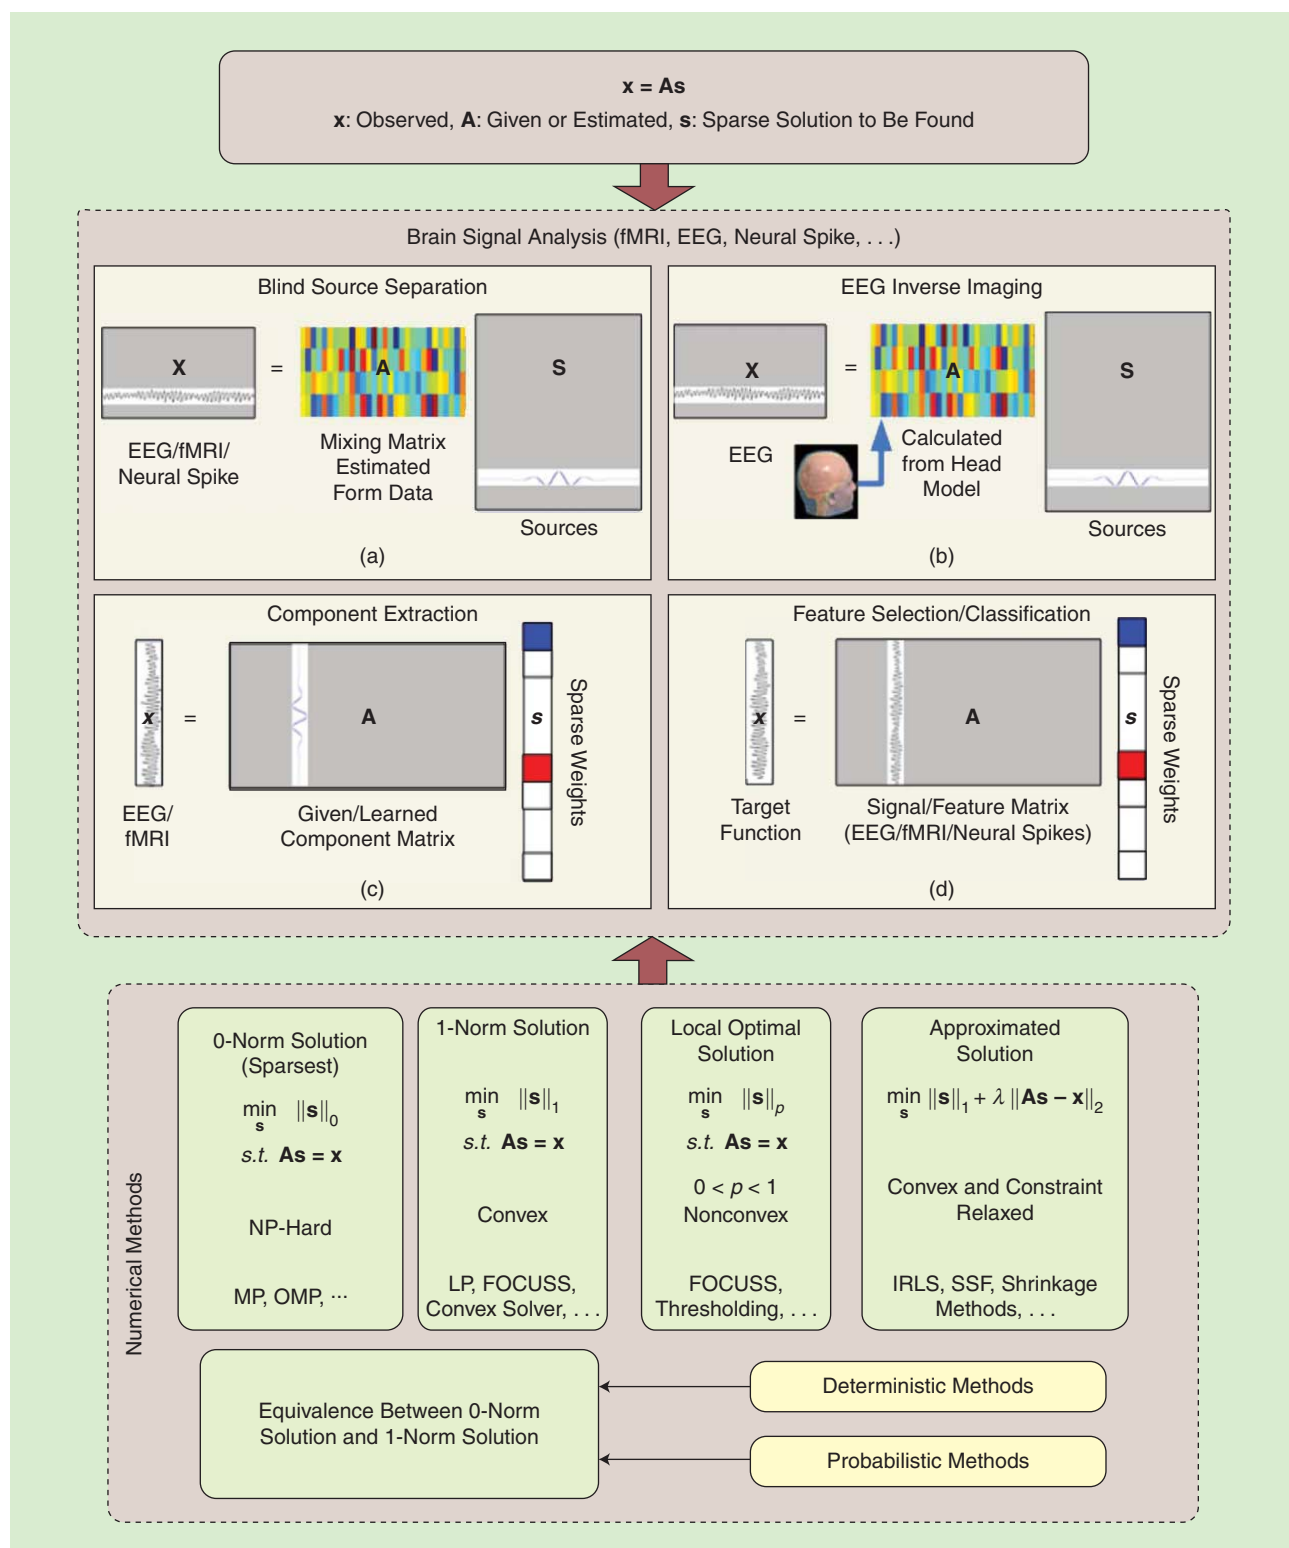 x = As
x: Observed, A: Given or Estimated, s: Sparse Solution to Be Found
Brain Signal Analysis (fMRI, EEG, Neural Spike, . . .)
Blind Source Separation
X
=
A
S
EEG/fMRI/
Neural Spike
Mixing Matrix
Estimated
Form Data
Sources
(a)
EEG Inverse Imaging
X
=
A
S
EEG
Calculated
from Head
Model
Sources
(b)
Component Extraction
x
=
A
s
Sparse Weights
EEG/
fMRI
Given/Learned
Component Matrix
(c)
Feature Selection/Classification
x
=
A
s
Sparse Weights
Target
Function
Signal/Feature Matrix
(EEG/fMRI/Neural Spikes)
(d)
Numerical Methods
0-Norm Solution
(Sparsest)
min ||s||₀
s
s.t. As = x
NP-Hard
MP, OMP, ···
1-Norm Solution
min ||s||₁
s
s.t. As = x
Convex
LP, FOCUSS,
Convex Solver, . . .
Local Optimal
Solution
min ||s||ₚ
s
s.t. As = x
0 < p < 1
Nonconvex
FOCUSS,
Thresholding, . . .
Approximated
Solution
min ||s||₁ + λ ||As – x||₂
s
Convex and Constraint
Relaxed
IRLS, SSF, Shrinkage
Methods, . . .
Equivalence Between 0-Norm
Solution and 1-Norm Solution
Deterministic Methods
Probabilistic Methods